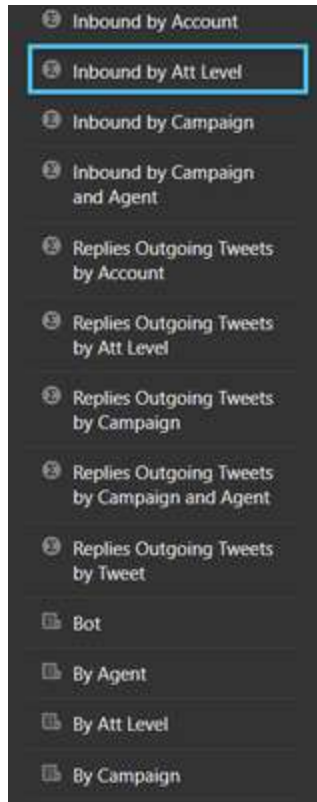 Inbound by Account
Inbound by Att Level
Inbound by Campaign
Inbound by Campaign
and Agent
Replies Outgoing Tweets
by Account
Replies Outgoing Tweets
by Att Level
Replies Outgoing Tweets
by Campaign
Replies Outgoing Tweets
by Campaign and Agent
Replies Outgoing Tweets
by Tweet
Bot
By Agent
By Att Level
By Campaign